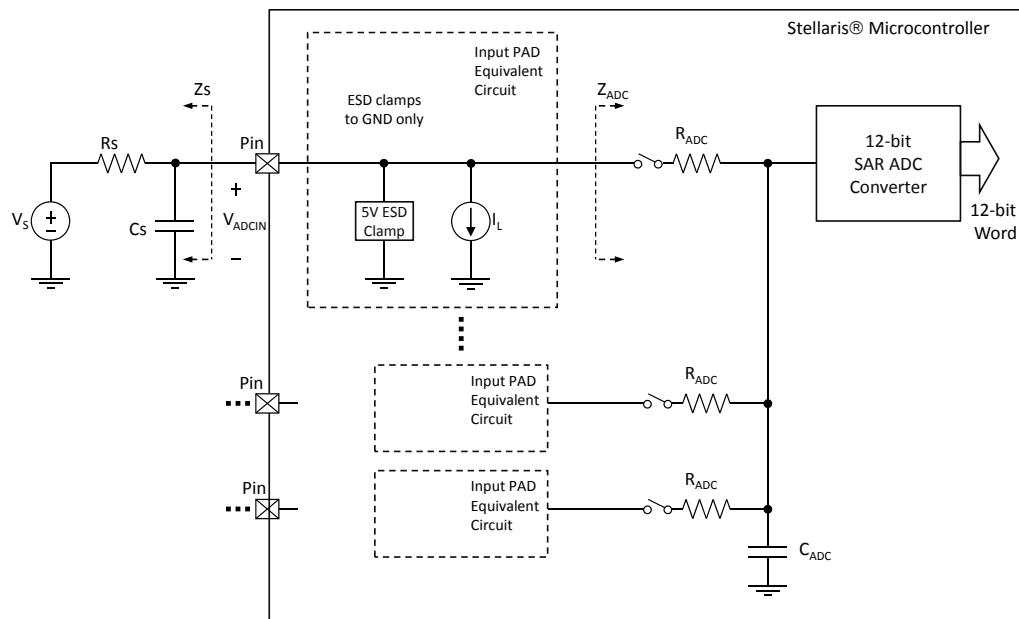 Stellaris® Microcontroller
Input PAD
Equivalent
Circuit
ESD clamps
to GND only
Zs
Z_ADC
Rs
Pin
R_ADC
12-bit
SAR ADC
Converter
V_S
+
−
Cs
+
V_ADCIN
−
5V ESD
Clamp
I_L
12-bit
Word
Pin
Input PAD
Equivalent
Circuit
R_ADC
Pin
Input PAD
Equivalent
Circuit
R_ADC
C_ADC